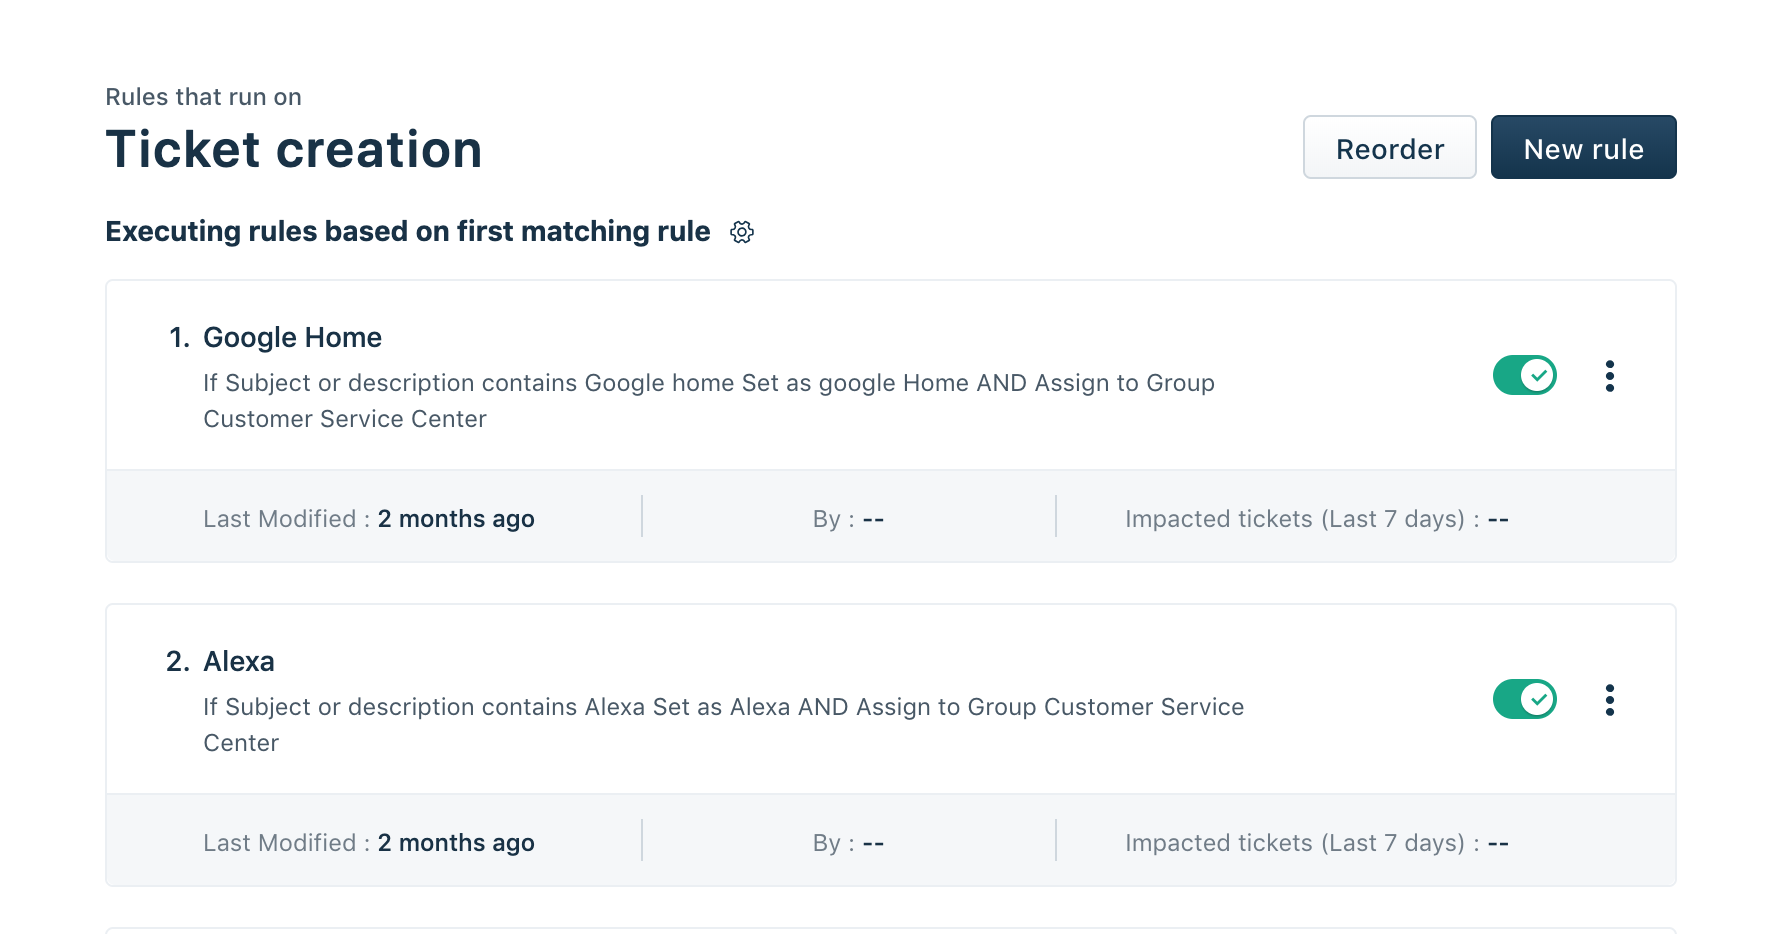 Rules that run on
Ticket creation
Reorder
New rule
Executing rules based on first matching rule
1. Google Home
If Subject or description contains Google home Set as google Home AND Assign to Group
Customer Service Center
Last Modified : 2 months ago
By : --
Impacted tickets (Last 7 days) : --
2. Alexa
If Subject or description contains Alexa Set as Alexa AND Assign to Group Customer Service
Center
Last Modified : 2 months ago
By : --
Impacted tickets (Last 7 days) : --